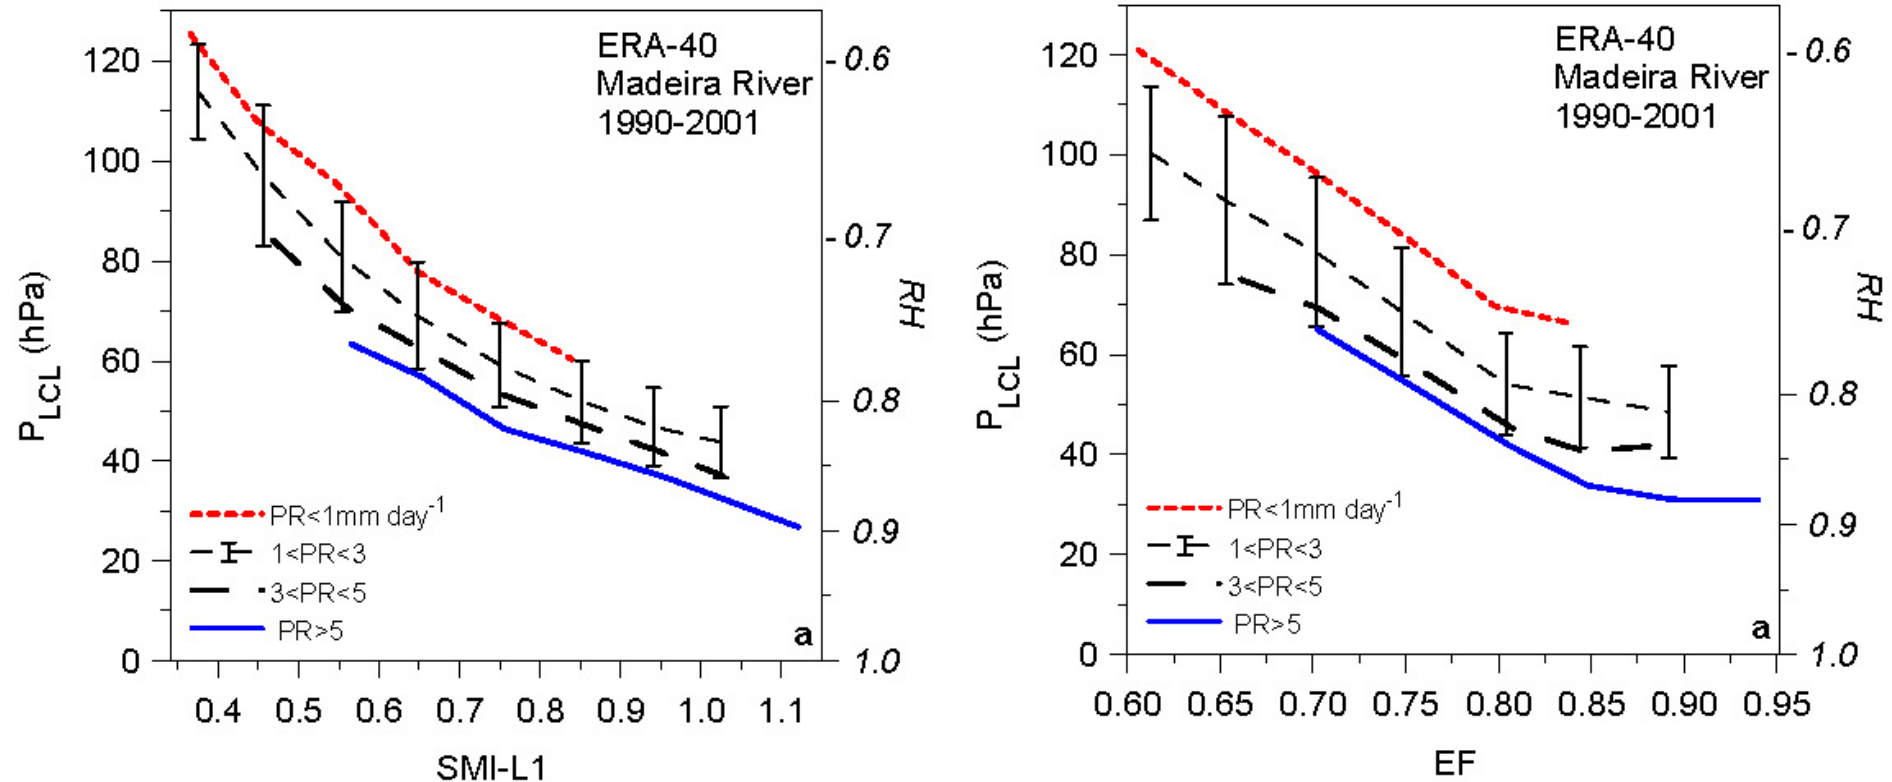 ERA-40
Madeira River
1990-2001
120
100
80
60
40
20
0
P_LCL (hPa)
0.6
0.7
0.8
0.9
1.0
RH
PR<1mm day⁻¹
1<PR<3
3<PR<5
PR>5
a
0.4 0.5 0.6 0.7 0.8 0.9 1.0 1.1
SMI-L1
ERA-40
Madeira River
1990-2001
120
100
80
60
40
20
0
P_LCL (hPa)
0.6
0.7
0.8
0.9
1.0
RH
PR<1mm day⁻¹
1<PR<3
3<PR<5
PR>5
a
0.60 0.65 0.70 0.75 0.80 0.85 0.90 0.95
EF